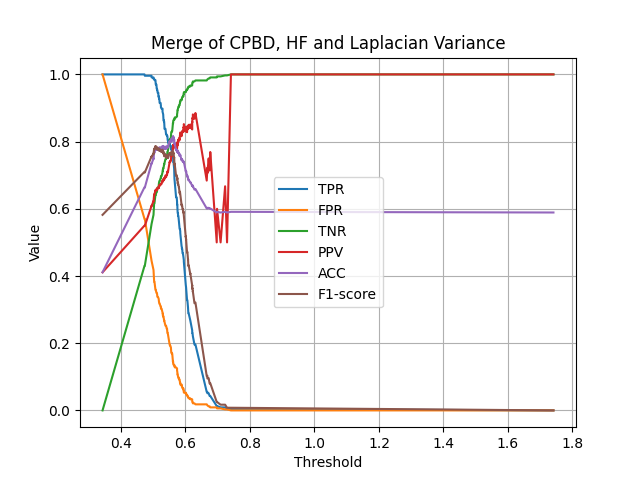 Merge of CPBD, HF and Laplacian Variance
Value
1.0
0.8
0.6
0.4
0.2
0.0
TPR
FPR
TNR
PPV
ACC
F1-score
0.4 0.6 0.8 1.0 1.2 1.4 1.6 1.8
Threshold